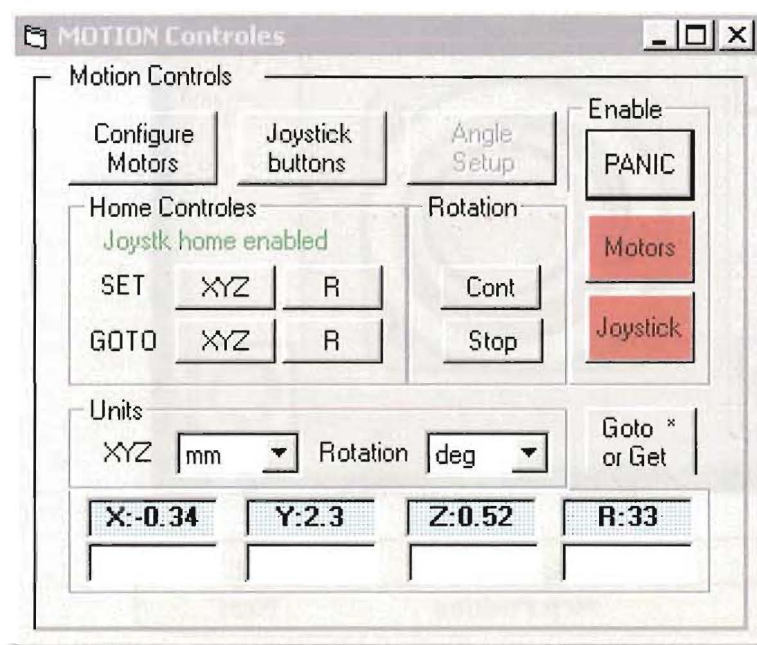 MOTION Controles
Motion Controls
Configure
Motors
Joystick
buttons
Angle
Setup
Enable
PANIC
Motors
Joystick
Home Controles
Joystk home enabled
SET XYZ R
GOTO XYZ R
Rotation
Cont
Stop
Units
XYZ mm Rotation deg
Goto *
or Get
X:-0.34 Y:2.3 Z:0.52 R:33